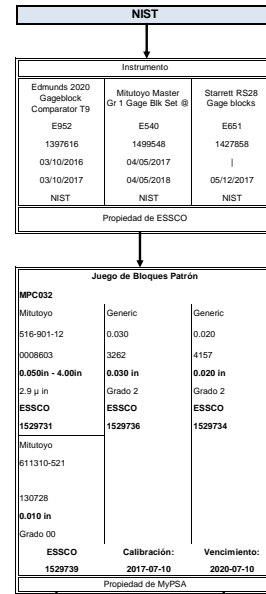 NIST
Instrumento
Edmunds 2020 Gageblock Comparator T9
Mitutoyo Master Gr 1 Gage Blk Set @
Starrett RS28 Gage blocks
E952 E540 E651
1397616 1499548 1427858
03/10/2016 04/05/2017 |
03/10/2017 04/05/2018 05/12/2017
NIST NIST NIST
Propiedad de ESSCO
Juego de Bloques Patrón
MPC032
Mitutoyo Generic Generic
516-901-12 0.030 0.020
0008603 3262 4157
0.050in - 4.00in 0.030 in 0.020 in
2.9 µ in Grado 2 Grado 2
ESSCO ESSCO ESSCO
1529731 1529736 1529734
Mitutoyo
611310-521
130728
0.010 in
Grado 00
ESSCO Calibración: Vencimiento:
1529739 2017-07-10 2020-07-10
Propiedad de MyPSA